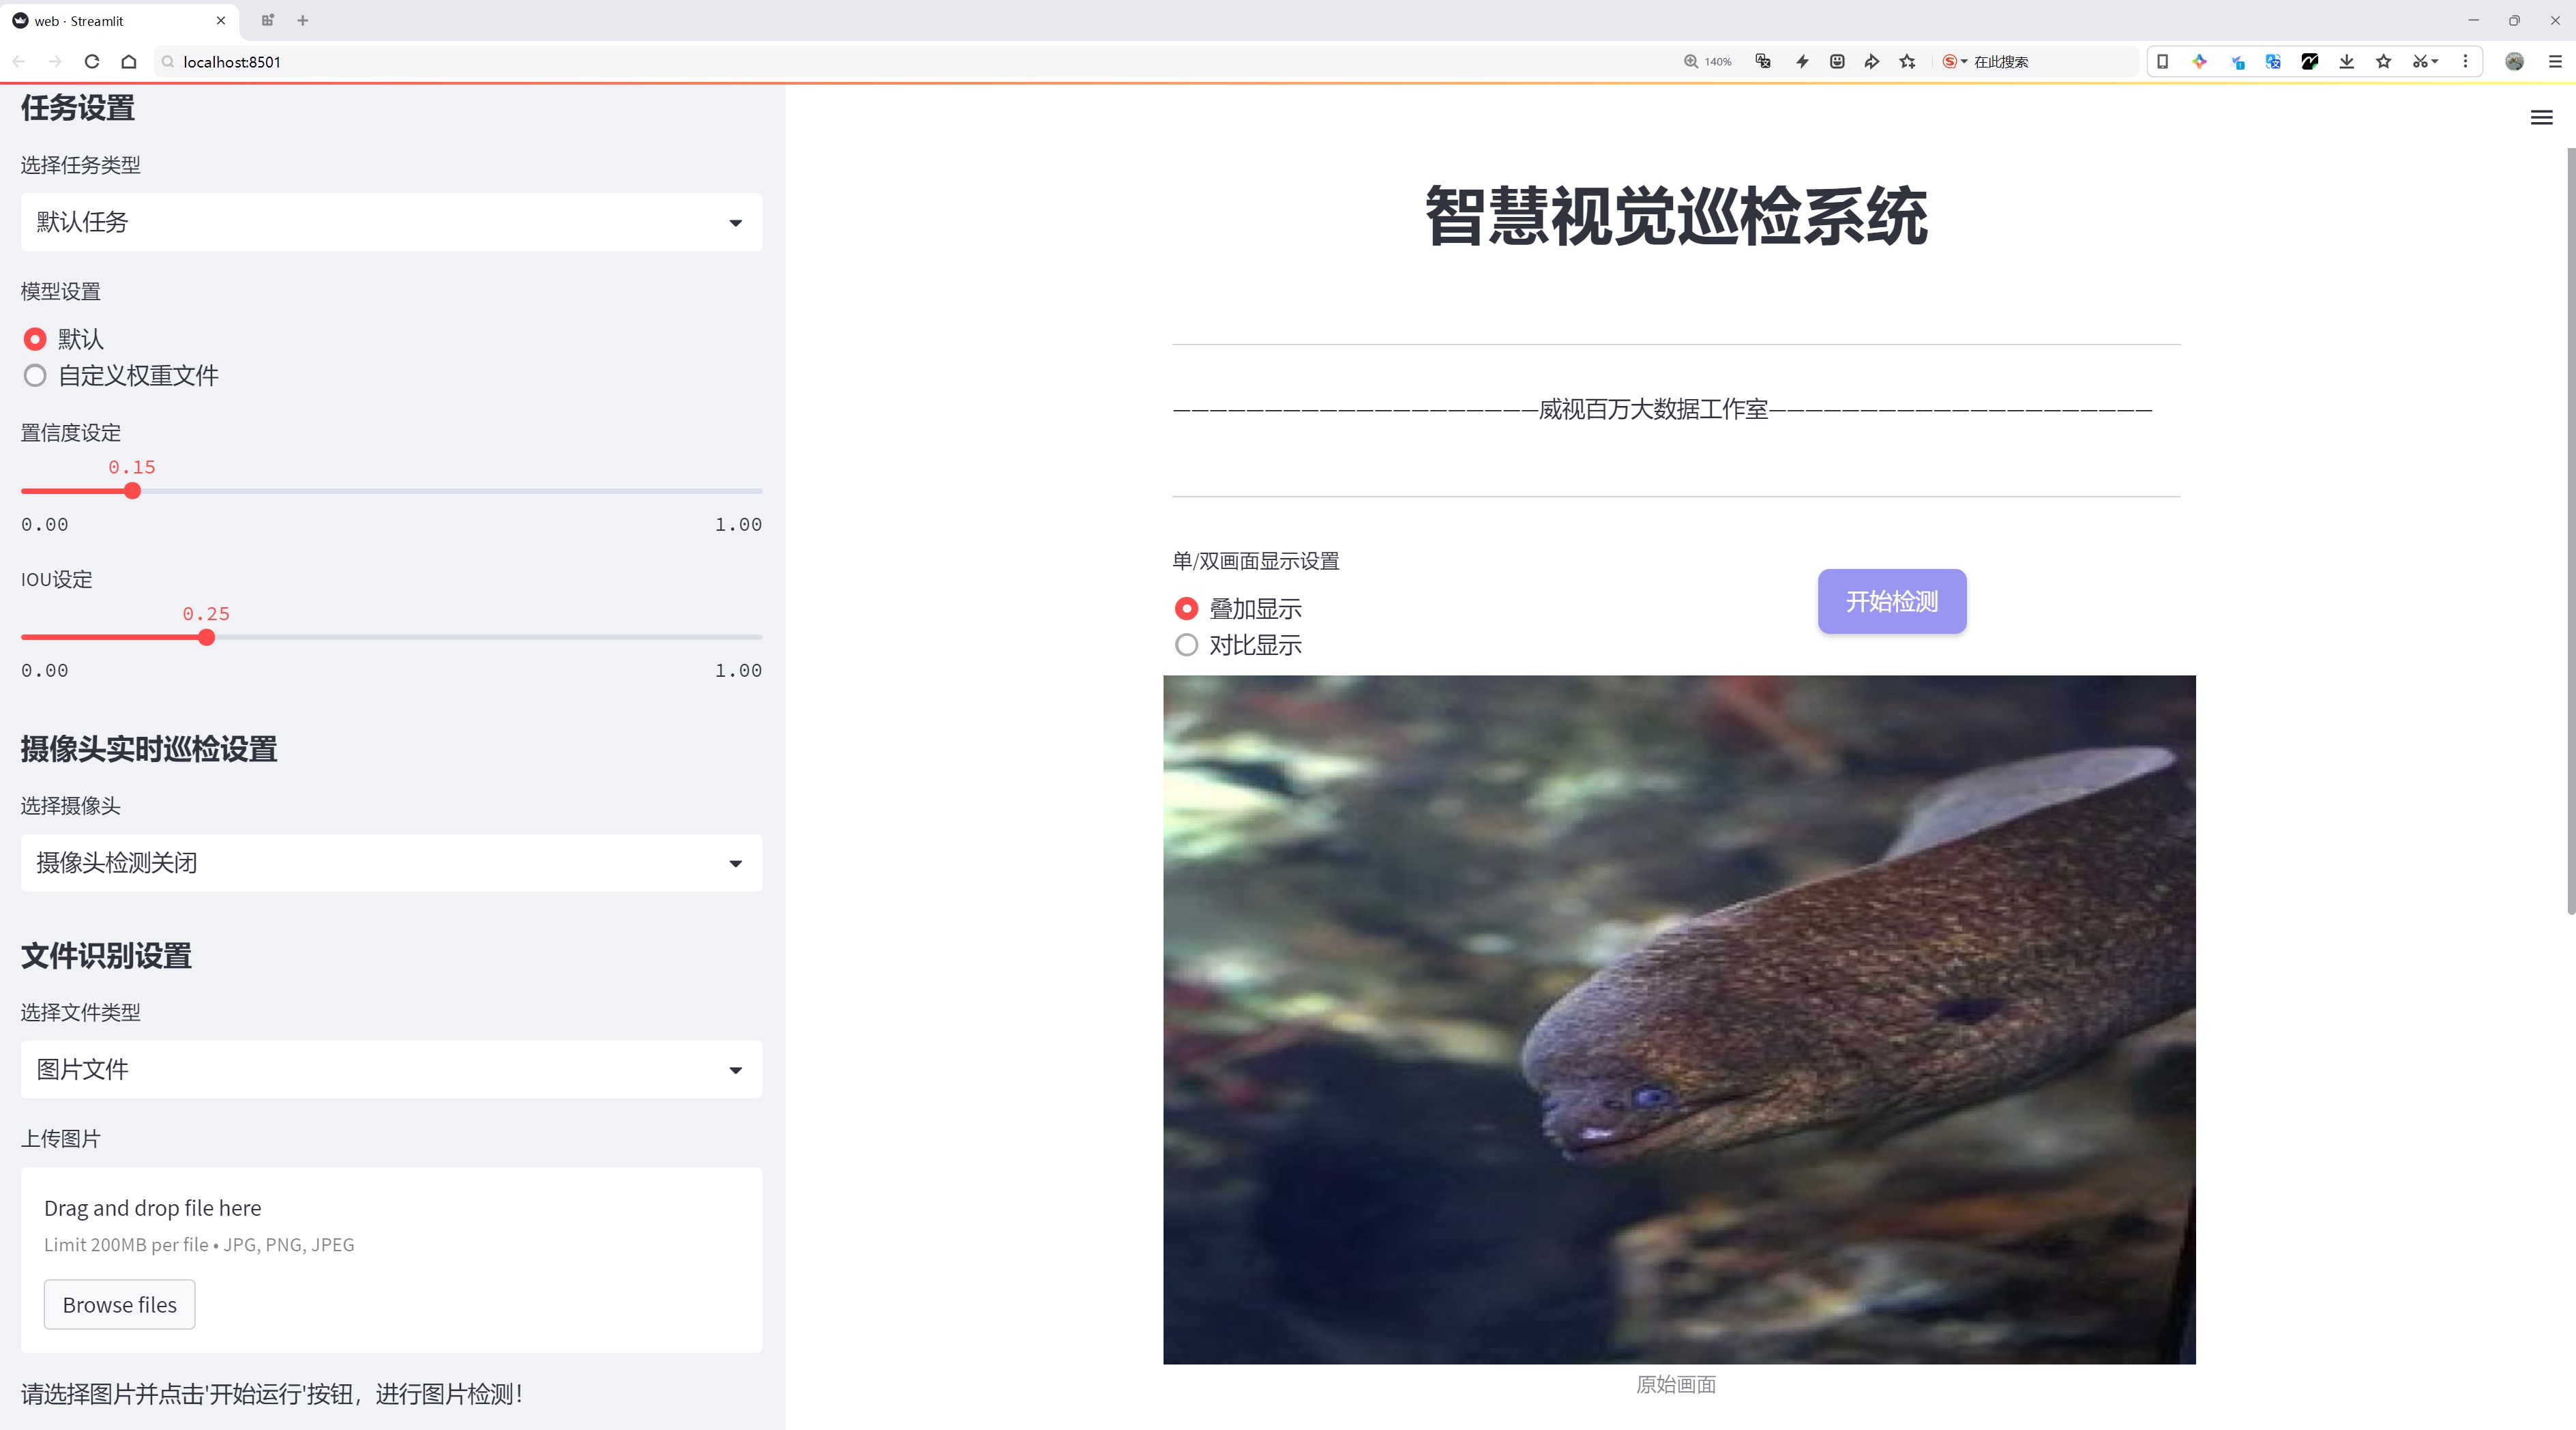 web · Streamlit
localhost:8501
140%
在此搜索
任务设置
选择任务类型
默认任务
模型设置
默认
自定义权重文件
置信度设定
0.15
0.00
1.00
IOU设定
0.25
0.00
1.00
摄像头实时巡检设置
选择摄像头
摄像头检测关闭
文件识别设置
选择文件类型
图片文件
上传图片
Drag and drop file here
Limit 200MB per file • JPG, PNG, JPEG
Browse files
请选择图片并点击'开始运行'按钮，进行图片检测！
智慧视觉巡检系统
————————————————————威视百万大数据工作室—————————————————————
单/双画面显示设置
叠加显示
对比显示
开始检测
原始画面